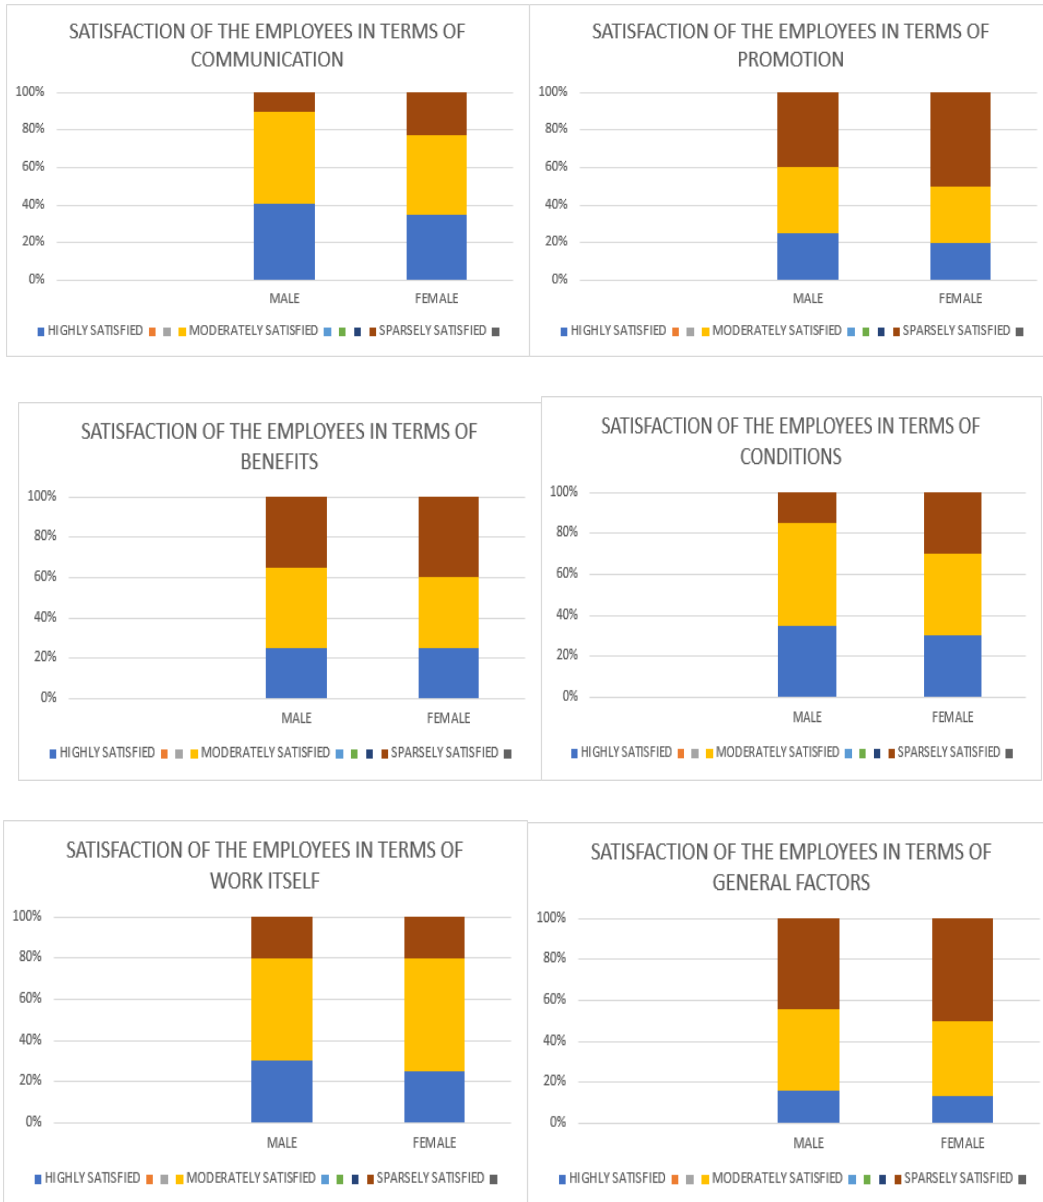 SATISFACTION OF THE EMPLOYEES IN TERMS OF
COMMUNICATION
100%
80%
60%
40%
20%
0%
MALE FEMALE
HIGHLY SATISFIED MODERATELY SATISFIED SPARSELY SATISFIED
SATISFACTION OF THE EMPLOYEES IN TERMS OF
PROMOTION
100%
80%
60%
40%
20%
0%
MALE FEMALE
HIGHLY SATISFIED MODERATELY SATISFIED SPARSELY SATISFIED
SATISFACTION OF THE EMPLOYEES IN TERMS OF
BENEFITS
100%
80%
60%
40%
20%
0%
MALE FEMALE
HIGHLY SATISFIED MODERATELY SATISFIED SPARSELY SATISFIED
SATISFACTION OF THE EMPLOYEES IN TERMS OF
CONDITIONS
100%
80%
60%
40%
20%
0%
MALE FEMALE
HIGHLY SATISFIED MODERATELY SATISFIED SPARSELY SATISFIED
SATISFACTION OF THE EMPLOYEES IN TERMS OF
WORK ITSELF
100%
80%
60%
40%
20%
0%
MALE FEMALE
HIGHLY SATISFIED MODERATELY SATISFIED SPARSELY SATISFIED
SATISFACTION OF THE EMPLOYEES IN TERMS OF
GENERAL FACTORS
100%
80%
60%
40%
20%
0%
MALE FEMALE
HIGHLY SATISFIED MODERATELY SATISFIED SPARSELY SATISFIED